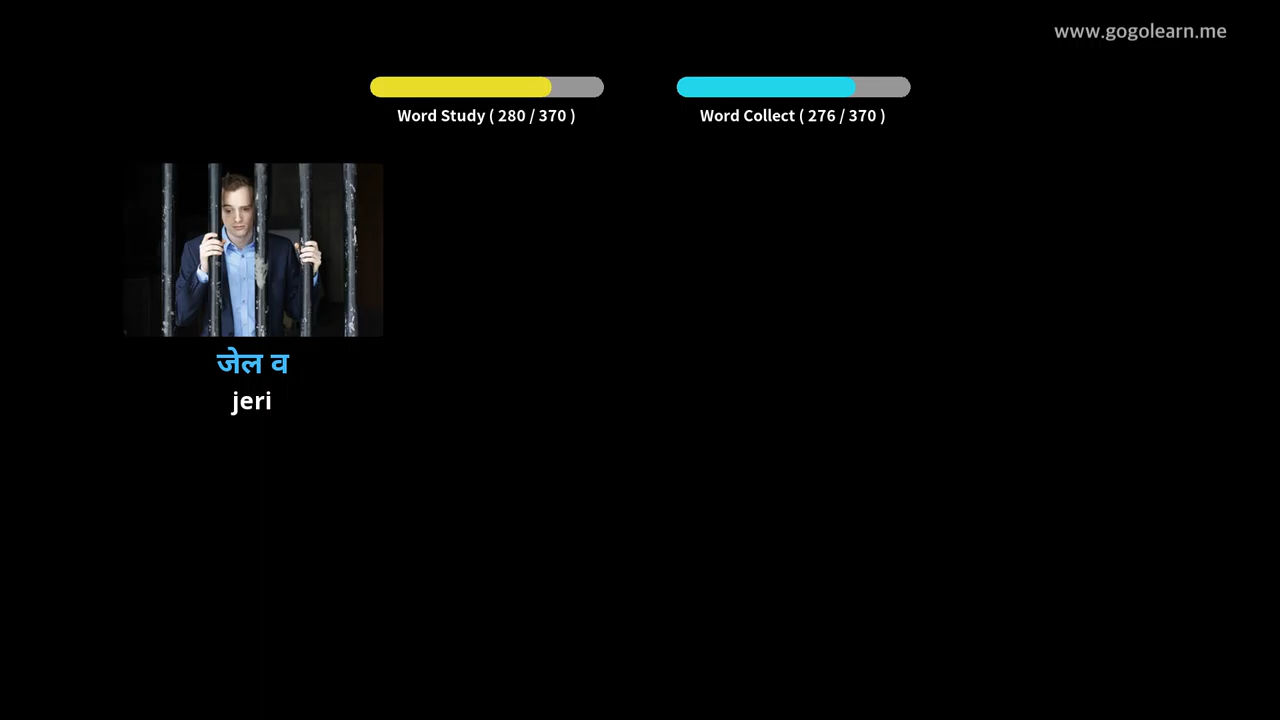 www.gogolearn.me
Word Study ( 280 / 370 )
Word Collect ( 276 / 370 )
जेल व
jeri